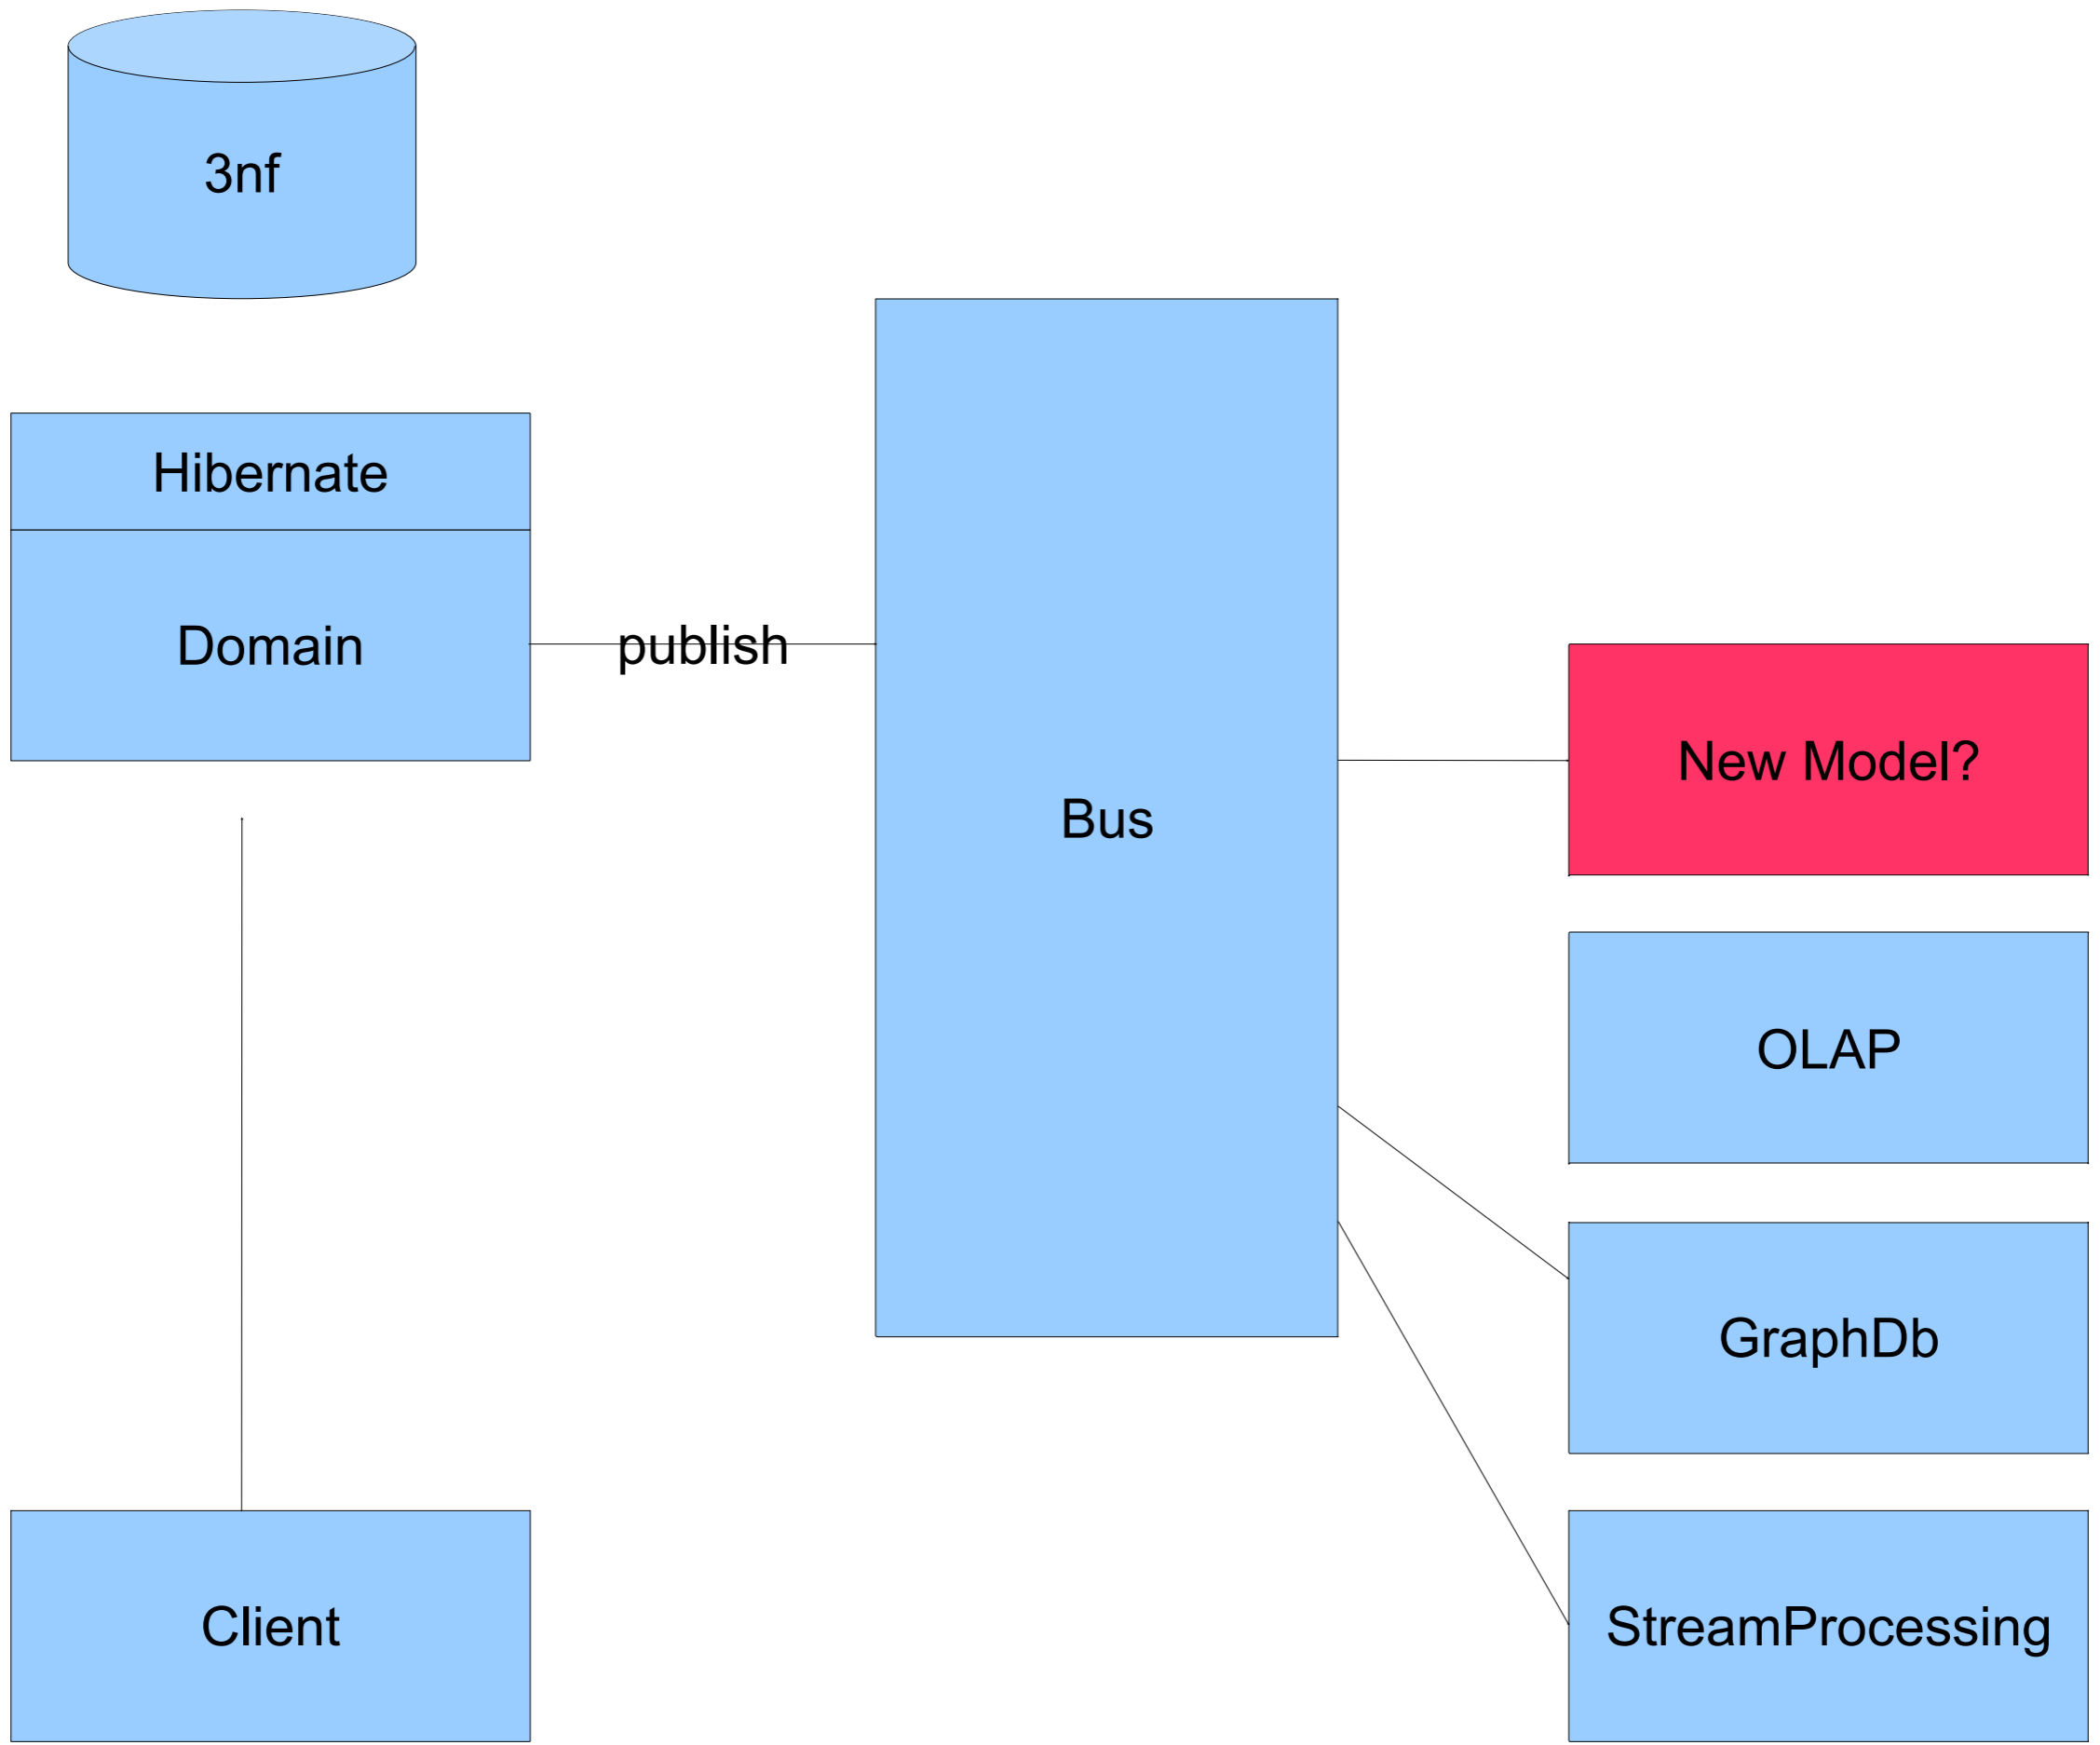 3nf
Hibernate
Domain
publish
Bus
New Model?
OLAP
GraphDb
Client
StreamProcessing